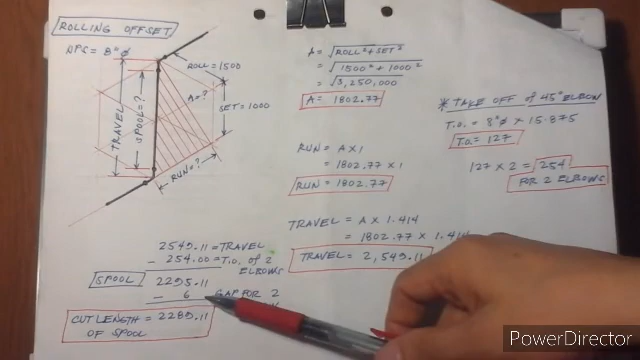 ROLLING OFFSET
NPS = 8"ø
ROLL = 1500
A = ?
SET = 1000
TRAVEL
SPOOL = ?
RUN = ?
A = √ROLL² + SET²
= √1500² + 1000²
= √3,250,000
A = 1802.77
RUN = A X 1
= 1802.77 X 1
RUN = 1802.77
TRAVEL = A X 1.414
= 1802.77 X 1.414
TRAVEL = 2,549.11
* TAKE OFF of 45° ELBOW
T.O. = 8"ø X 15.875
T.O. = 127
127 X 2 = 254
FOR 2 ELBOWS
2549.11 = TRAVEL
- 254.00 = T.O. of 2
ELBOWS
SPOOL 2295.11
- 6 GAP FOR 2
CUT LENGTH = 2289.11
OF SPOOL
PowerDirector